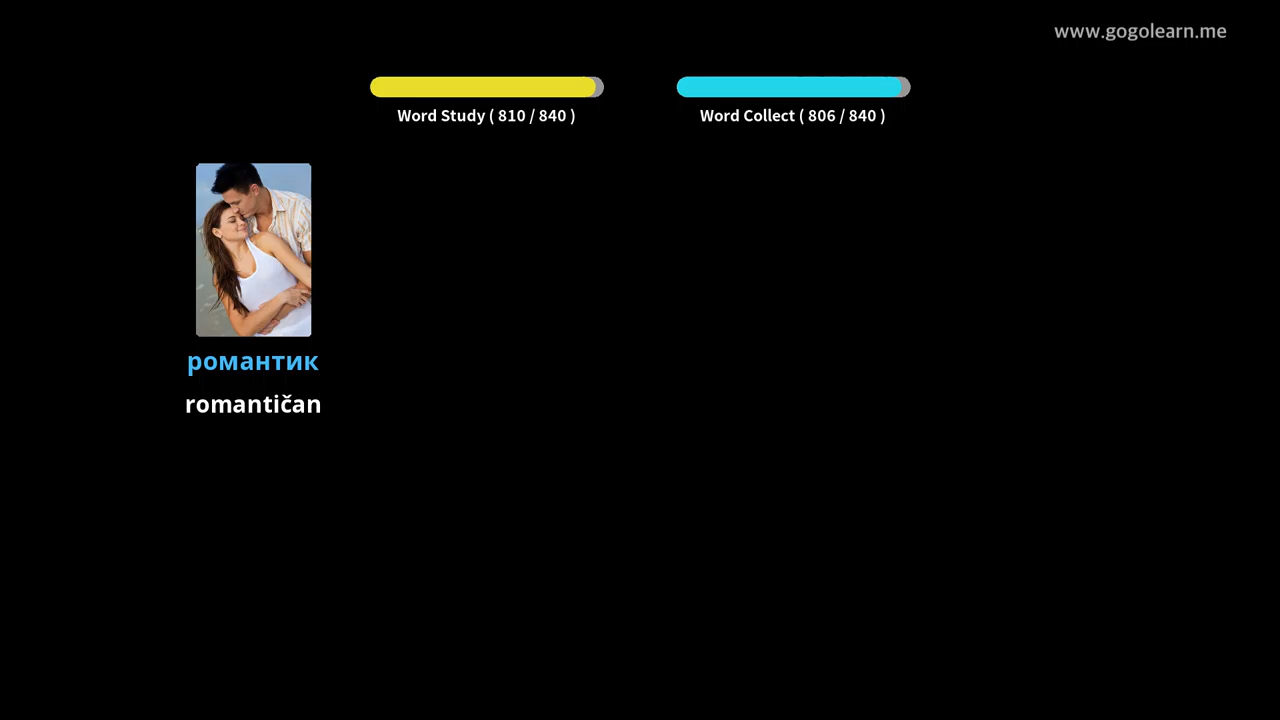 www.gogolearn.me
Word Study ( 810 / 840 )
Word Collect ( 806 / 840 )
романтик
romantičan